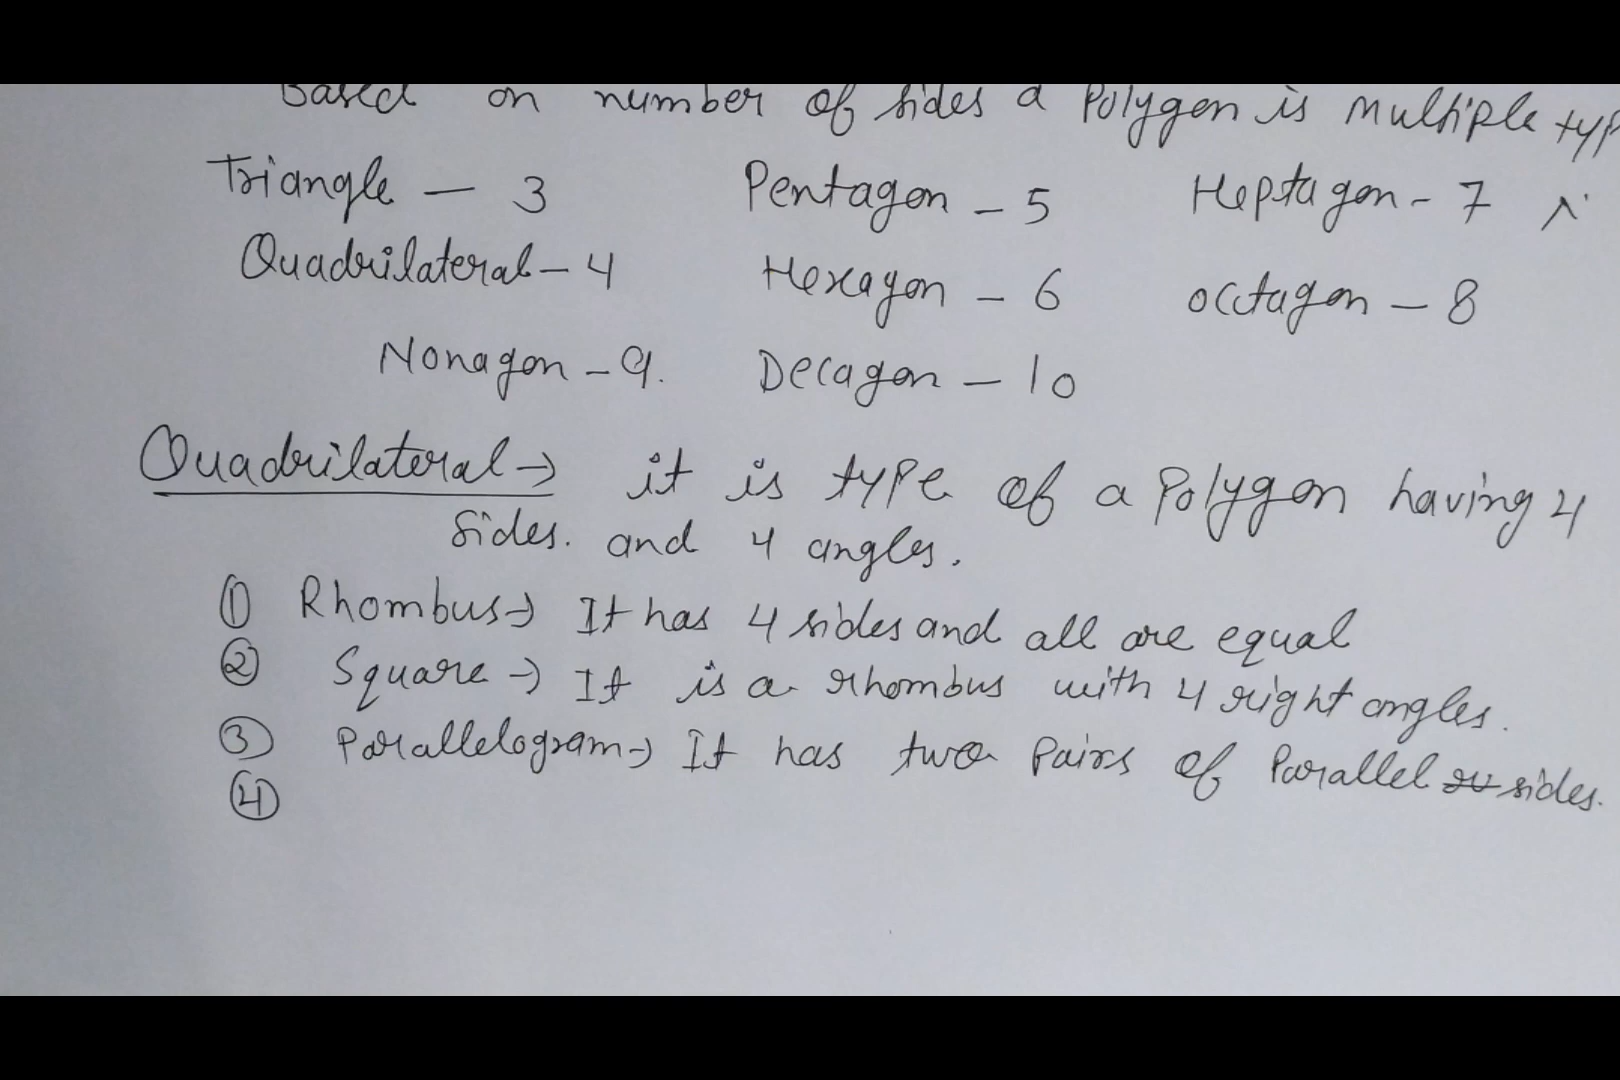 Based on number of sides a Polygon is multiple typ
Triangle — 3 Pentagon - 5 Heptagon - 7
Quadrilateral - 4 Hexagon - 6 octagon - 8
Nonagon - 9. Decagon - 10
Quadrilateral → it is type of a Polygon having 4
sides. and 4 angles.
① Rhombus → It has 4 sides and all are equal
② Square → It is a rhombus with 4 right angles.
③ Parallelogram → It has two Pairs of Parallel sides.
④